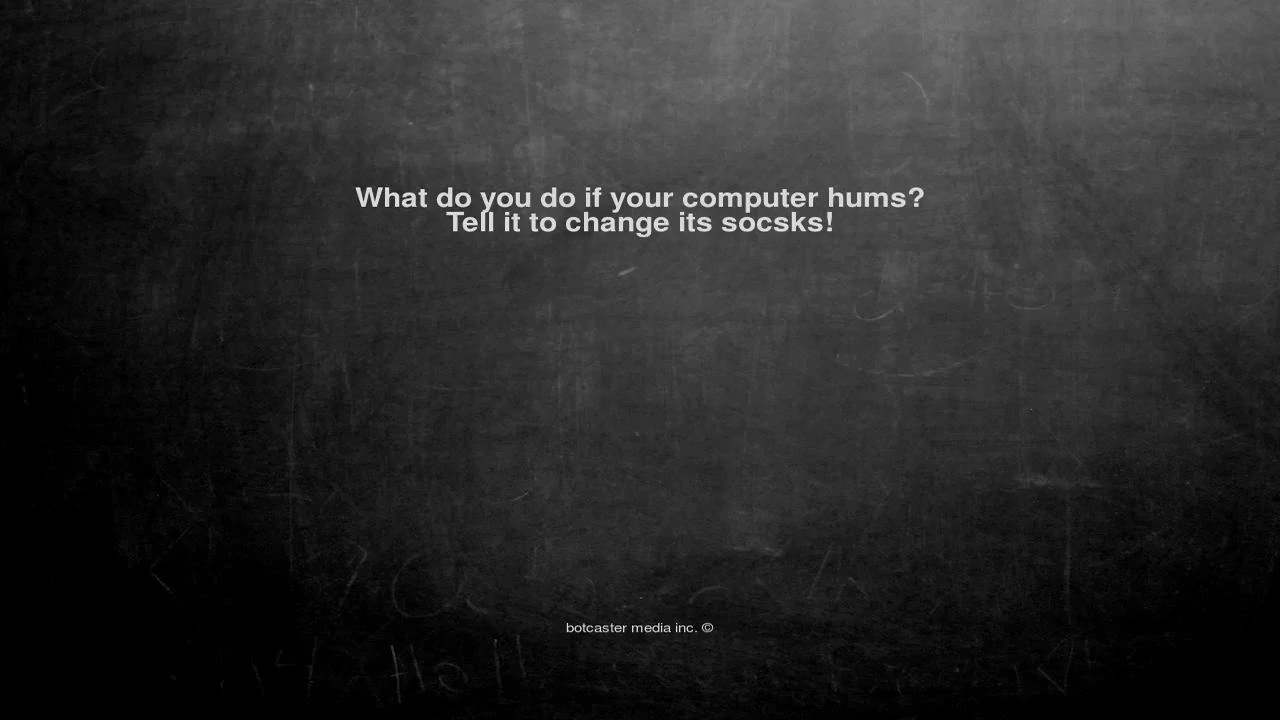 What do you do if your computer hums?
Tell it to change its socsks!
botcaster media inc. ©